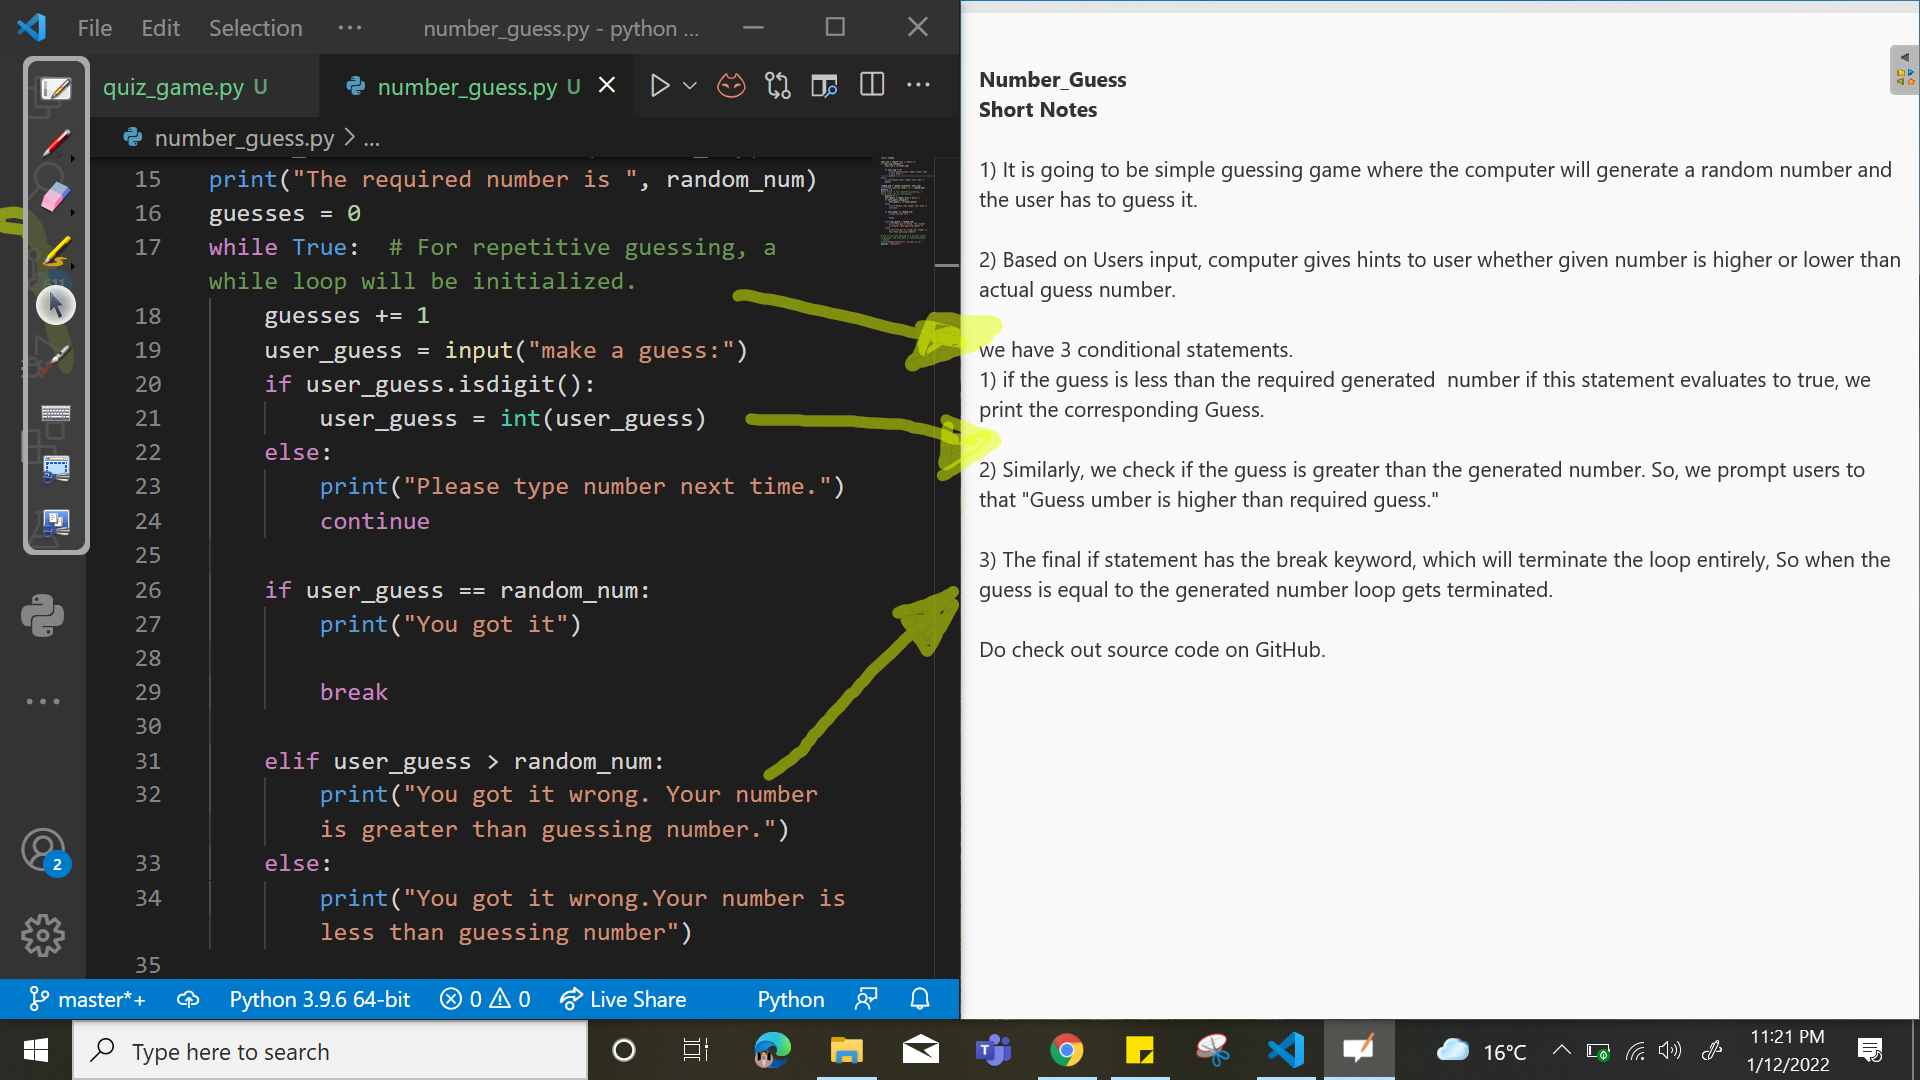 File Edit Selection ··· number_guess.py - python ...
quiz_game.py U number_guess.py U
number_guess.py > ...
15 print("The required number is ", random_num)
16 guesses = 0
17 while True:  # For repetitive guessing, a
while loop will be initialized.
18 guesses += 1
19 user_guess = input("make a guess:")
20 if user_guess.isdigit():
21 user_guess = int(user_guess)
22 else:
23 print("Please type number next time.")
24 continue
25
26 if user_guess == random_num:
27 print("You got it")
28
29 break
30
31 elif user_guess > random_num:
32 print("You got it wrong. Your number
is greater than guessing number.")
33 else:
34 print("You got it wrong.Your number is
less than guessing number")
35
2
master*+ Python 3.9.6 64-bit 0 0 Live Share Python
Number_Guess
Short Notes
1) It is going to be simple guessing game where the computer will generate a random number and
the user has to guess it.
2) Based on Users input, computer gives hints to user whether given number is higher or lower than
actual guess number.
we have 3 conditional statements.
1) if the guess is less than the required generated  number if this statement evaluates to true, we
print the corresponding Guess.
2) Similarly, we check if the guess is greater than the generated number. So, we prompt users to
that "Guess umber is higher than required guess."
3) The final if statement has the break keyword, which will terminate the loop entirely, So when the
guess is equal to the generated number loop gets terminated.
Do check out source code on GitHub.
Type here to search
16°C
11:21 PM
1/12/2022